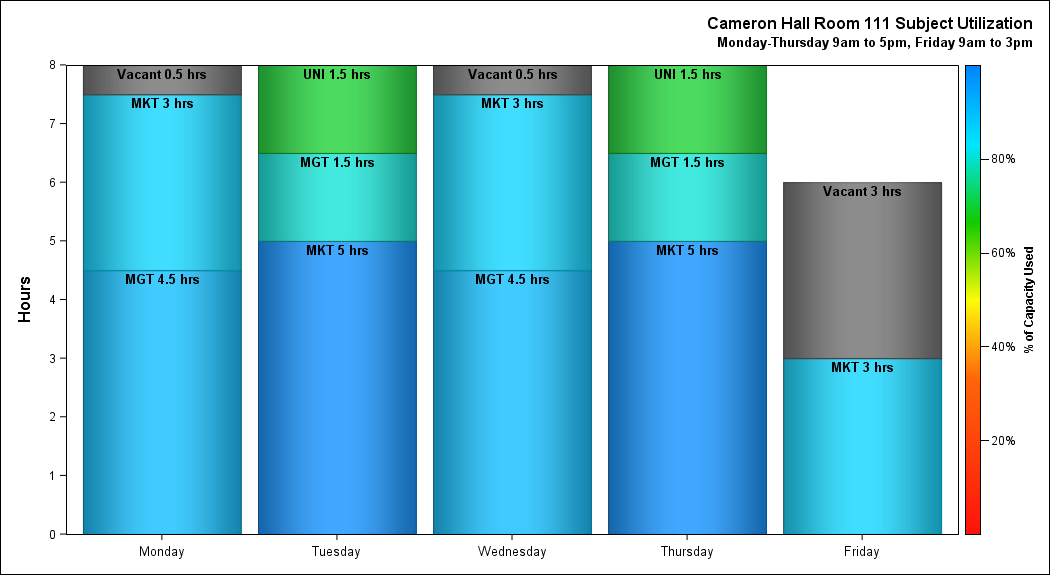 Cameron Hall Room 111 Subject Utilization
Monday-Thursday 9am to 5pm, Friday 9am to 3pm
Hours
8
7
6
5
4
3
2
1
0
Vacant 0.5 hrs
MKT 3 hrs
MGT 4.5 hrs
UNI 1.5 hrs
MGT 1.5 hrs
MKT 5 hrs
Vacant 0.5 hrs
MKT 3 hrs
MGT 4.5 hrs
UNI 1.5 hrs
MGT 1.5 hrs
MKT 5 hrs
Vacant 3 hrs
MKT 3 hrs
Monday
Tuesday
Wednesday
Thursday
Friday
80%
60%
40%
20%
% of Capacity Used